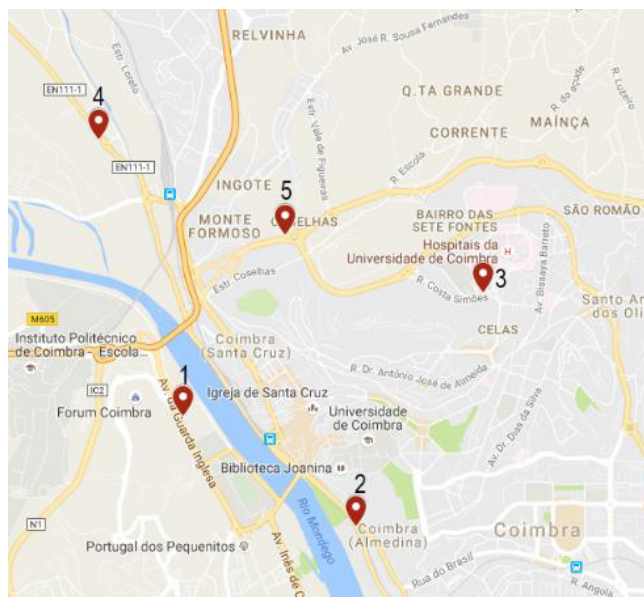 RELVINHA
Av. José R. Sousa Fernandes
Estr. Loreto
EN111-1
4
Q.TA GRANDE
R. do açude
R. Luzeiro
Estr. Vale de Figueiras
CORRENTE
MAÍNÇA
EN111-1
R. Escola
INGOTE
5
MONTE
FORMOSO
COSELHAS
BAIRRO DAS
SETE FONTES
SÃO ROMÃO
Hospitais da
Universidade de Coimbra
H
Av. Bissaya Barreto
3
Estr. Coselhas
R. Costa Simões
Santo An
dos Oli
M605
Instituto Politécnico
de Coimbra - Escola...
Coimbra
(Santa Cruz)
CELAS
R. Dr. António José de Almeida
1
IC2
Igreja de Santa Cruz
Forum Coimbra
Av. da Guarda Inglesa
Universidade
de Coimbra
Av. Dr. Dias da Silva
Biblioteca Joanina
2
Rio Mondego
N1
Coimbra
(Almedina)
Coimbra
Portugal dos Pequenitos
Av. Inês de C
Rua do Brasil
R. Angola